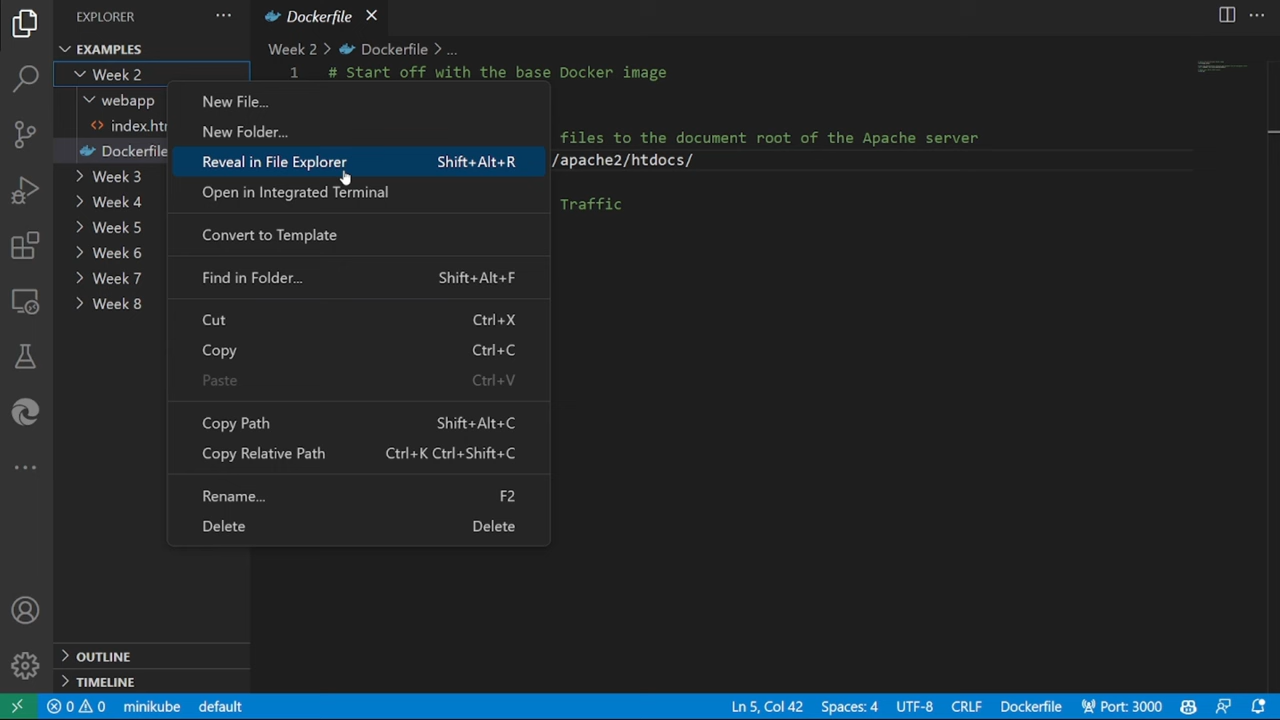 EXPLORER
EXAMPLES
Week 2
webapp
index.htm
Dockerfile
Week 3
Week 4
Week 5
Week 6
Week 7
Week 8
OUTLINE
TIMELINE
Dockerfile
Week 2 > Dockerfile > ...
1 # Start off with the base Docker image
files to the document root of the Apache server
/apache2/htdocs/
Traffic
New File...
New Folder...
Reveal in File Explorer Shift+Alt+R
Open in Integrated Terminal
Convert to Template
Find in Folder... Shift+Alt+F
Cut Ctrl+X
Copy Ctrl+C
Paste Ctrl+V
Copy Path Shift+Alt+C
Copy Relative Path Ctrl+K Ctrl+Shift+C
Rename... F2
Delete Delete
0 0 minikube default Ln 5, Col 42 Spaces: 4 UTF-8 CRLF Dockerfile Port: 3000